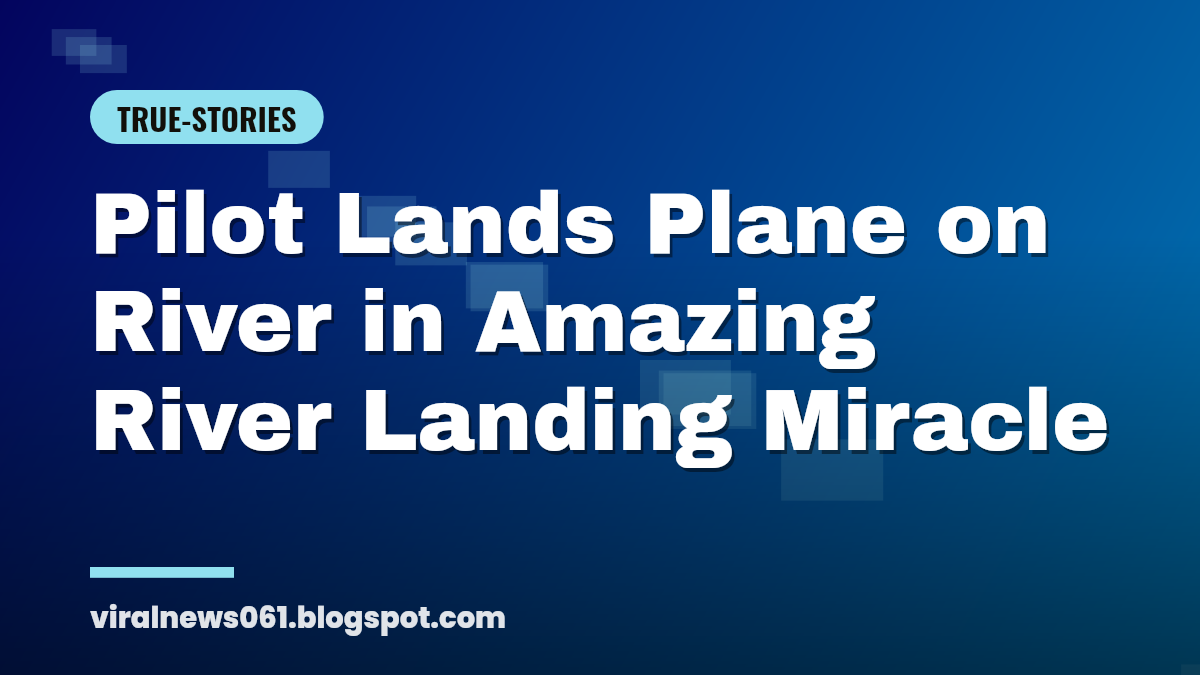 TRUE-STORIES
Pilot Lands Plane on
River in Amazing
River Landing Miracle
viralnews061.blogspot.com